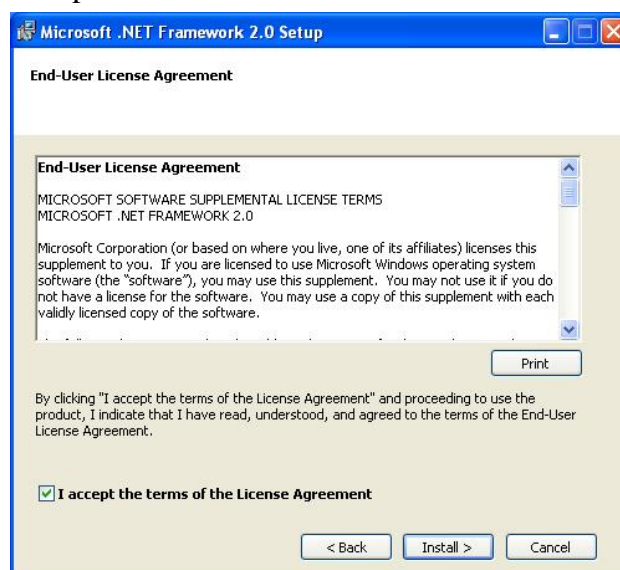 Microsoft .NET Framework 2.0 Setup
End-User License Agreement
End-User License Agreement
MICROSOFT SOFTWARE SUPPLEMENTAL LICENSE TERMS
MICROSOFT .NET FRAMEWORK 2.0
Microsoft Corporation (or based on where you live, one of its affiliates) licenses this
supplement to you.  If you are licensed to use Microsoft Windows operating system
software (the “software”), you may use this supplement.  You may not use it if you do
not have a license for the software.  You may use a copy of this supplement with each
validly licensed copy of the software.
Print
By clicking "I accept the terms of the License Agreement" and proceeding to use the
product, I indicate that I have read, understood, and agreed to the terms of the End-User
License Agreement.
I accept the terms of the License Agreement
< Back Install > Cancel